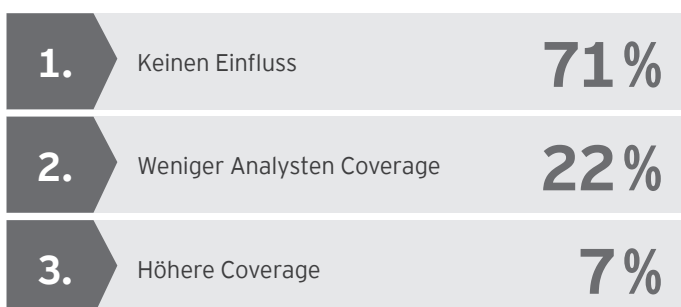 1. Keinen Einfluss 71 %
2. Weniger Analysten Coverage 22 %
3. Höhere Coverage 7 %